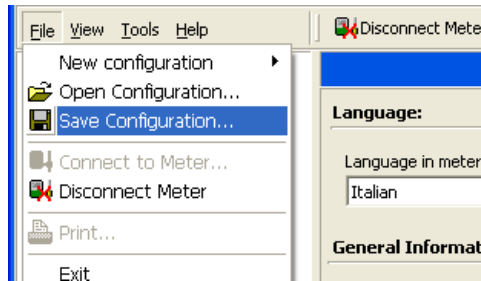 File View Tools Help
Disconnect Mete
New configuration
Open Configuration...
Save Configuration...
Language:
Connect to Meter...
Language in meter
Disconnect Meter
Italian
Print...
General Informat
Exit